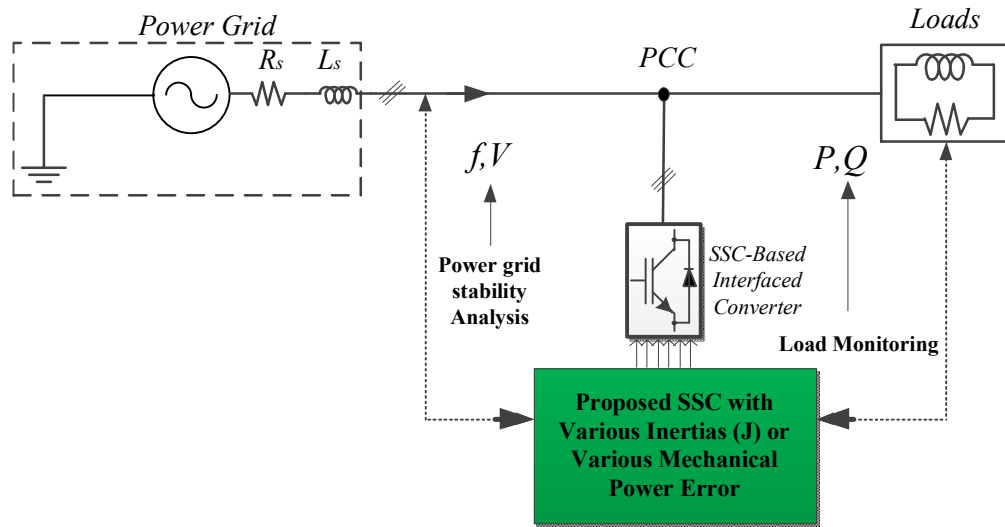 Power Grid
Rs
Ls
PCC
Loads
f,V
P,Q
Power grid
stability
Analysis
SSC-Based
Interfaced
Converter
Load Monitoring
Proposed SSC with
Various Inertias (J) or
Various Mechanical
Power Error